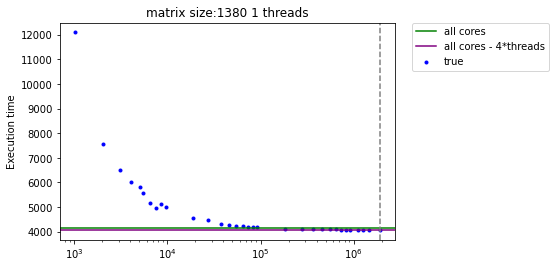 matrix size:1380 1 threads
all cores
all cores - 4*threads
true
Execution time
12000
11000
10000
9000
8000
7000
6000
5000
4000
10³
10⁴
10⁵
10⁶